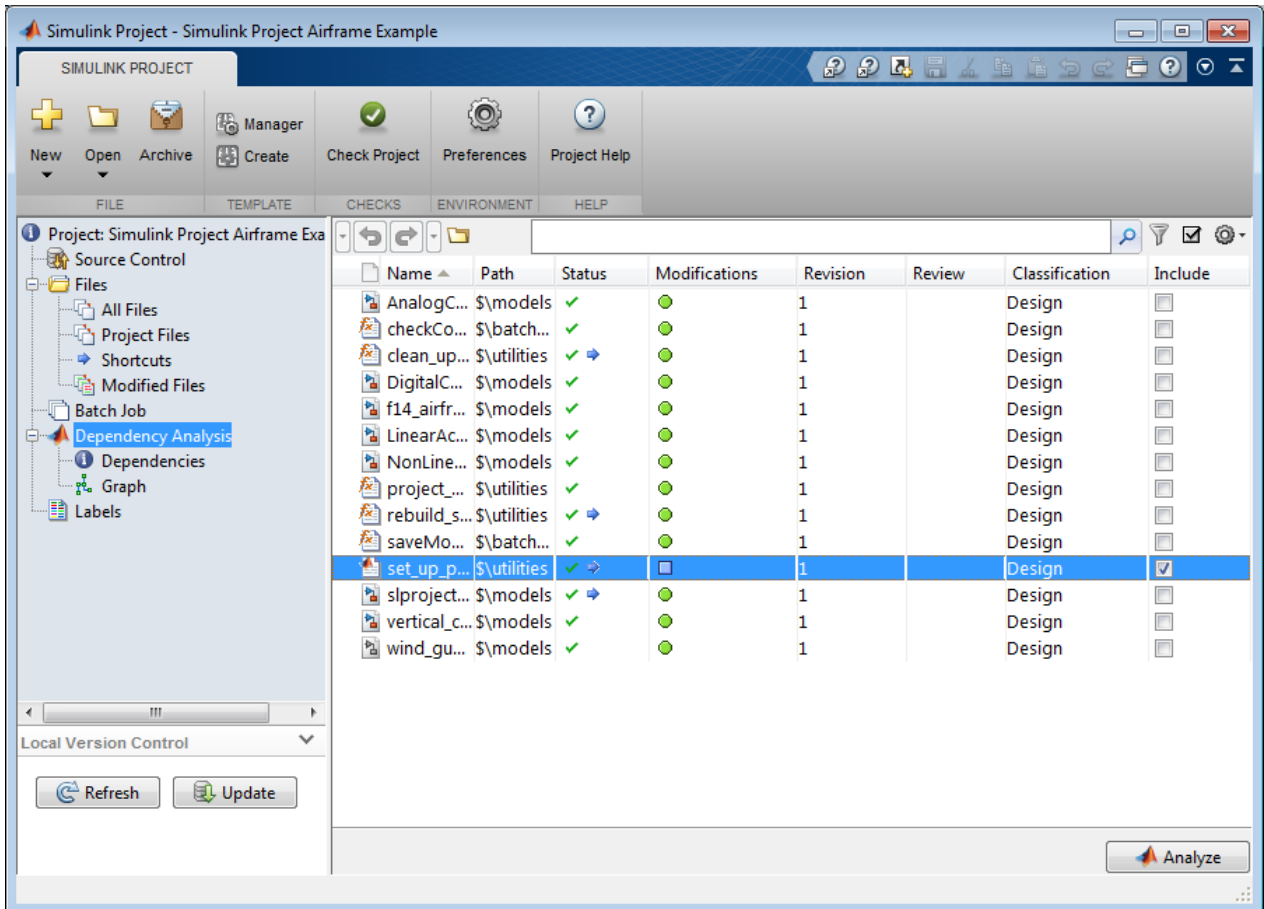 Simulink Project - Simulink Project Airframe Example
SIMULINK PROJECT
New Open Archive Manager Create Check Project Preferences Project Help
FILE TEMPLATE CHECKS ENVIRONMENT HELP
Project: Simulink Project Airframe Exa
Source Control
Files
All Files
Project Files
Shortcuts
Modified Files
Batch Job
Dependency Analysis
Dependencies
Graph
Labels
Local Version Control
Refresh Update
Name Path Status Modifications Revision Review Classification Include
AnalogC... $\models 1 Design
checkCo... $\batch... 1 Design
clean_up... $\utilities 1 Design
DigitalC... $\models 1 Design
f14_airfr... $\models 1 Design
LinearAc... $\models 1 Design
NonLine... $\models 1 Design
project_... $\utilities 1 Design
rebuild_s... $\utilities 1 Design
saveMo... $\batch... 1 Design
set_up_p... $\utilities 1 Design
slproject... $\models 1 Design
vertical_c... $\models 1 Design
wind_gu... $\models 1 Design
Analyze